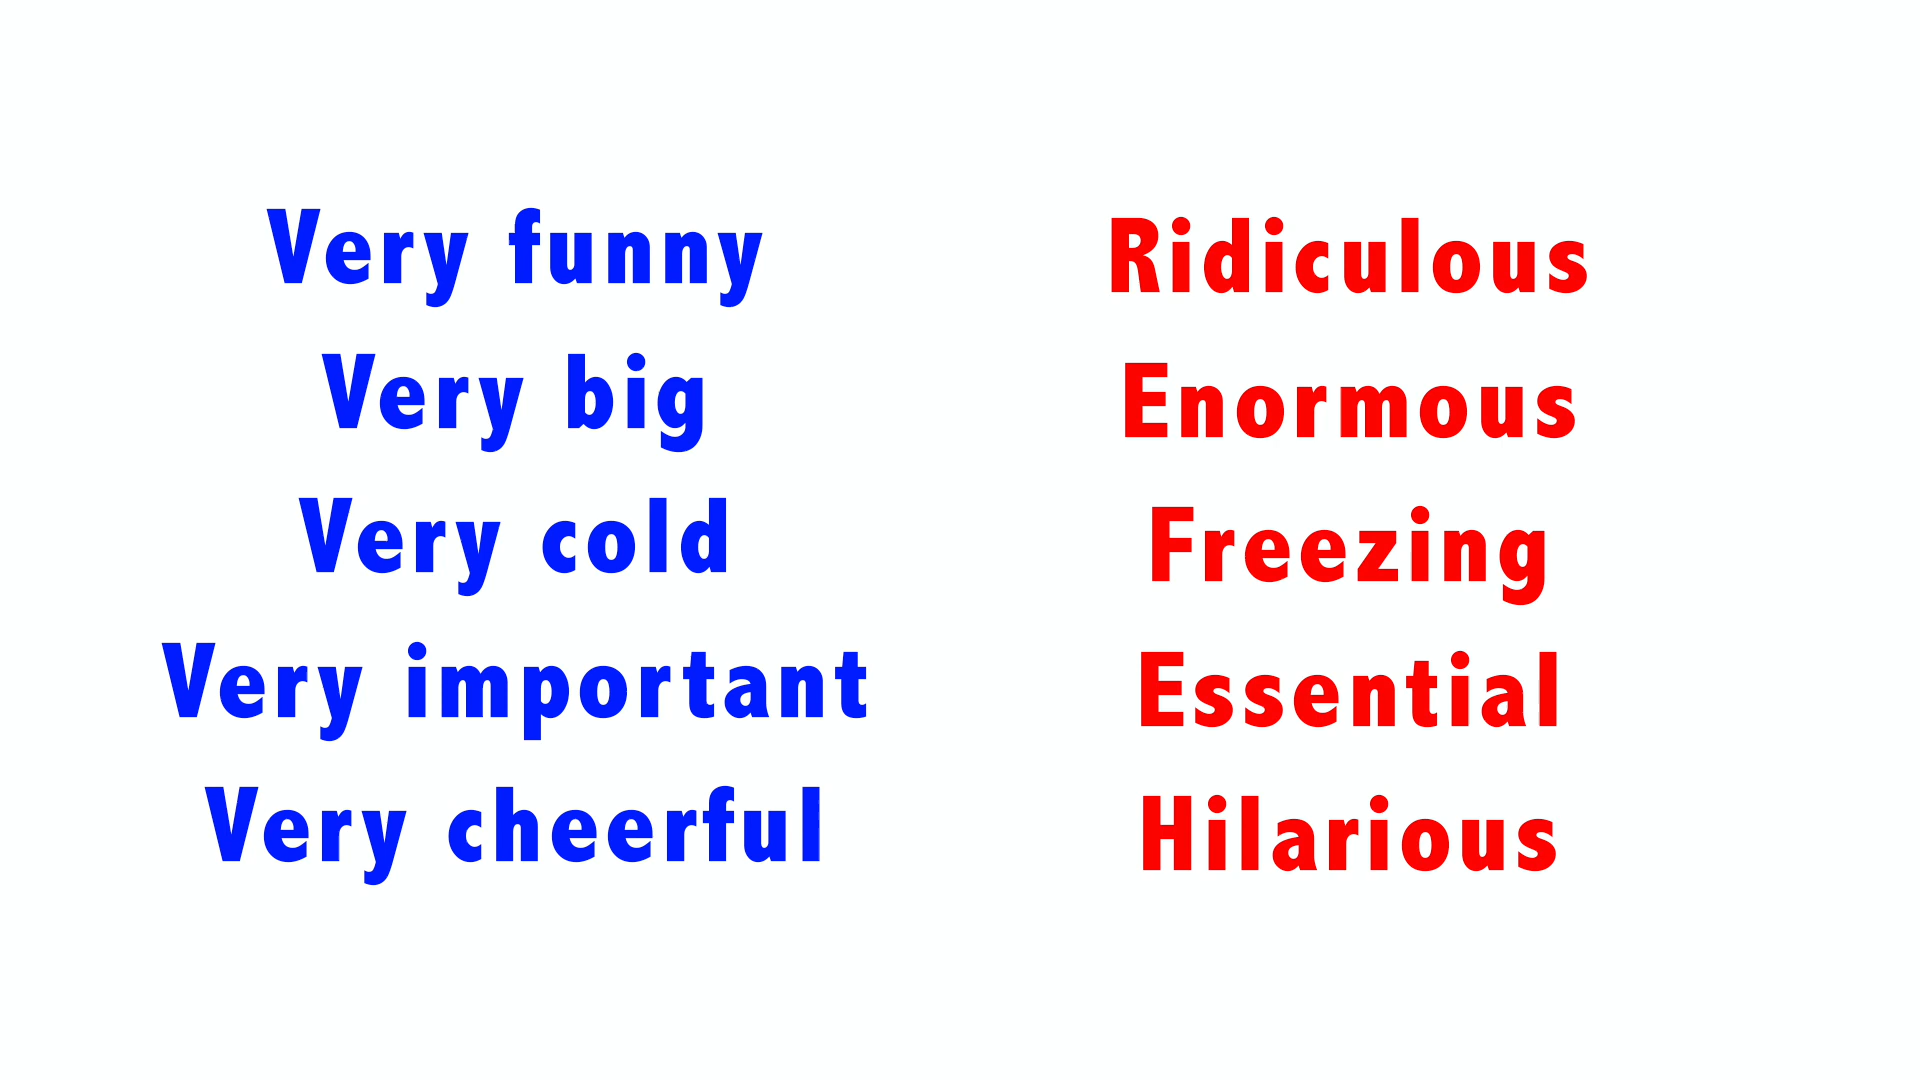 Very funny
Ridiculous
Very big
Enormous
Very cold
Freezing
Very important
Essential
Very cheerful
Hilarious